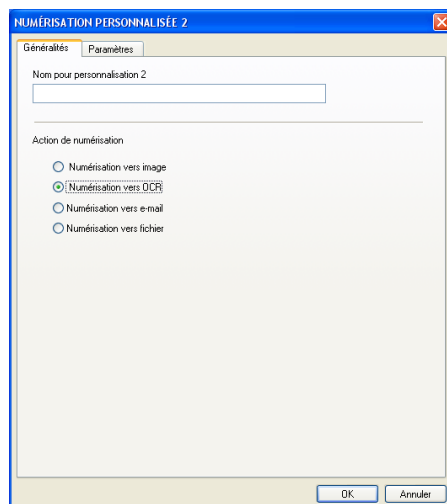 NUMÉRISATION PERSONNALISÉE 2
Généralités Paramètres
Nom pour personnalisation 2
Action de numérisation
Numérisation vers image
Numérisation vers OCR
Numérisation vers e-mail
Numérisation vers fichier
OK Annuler